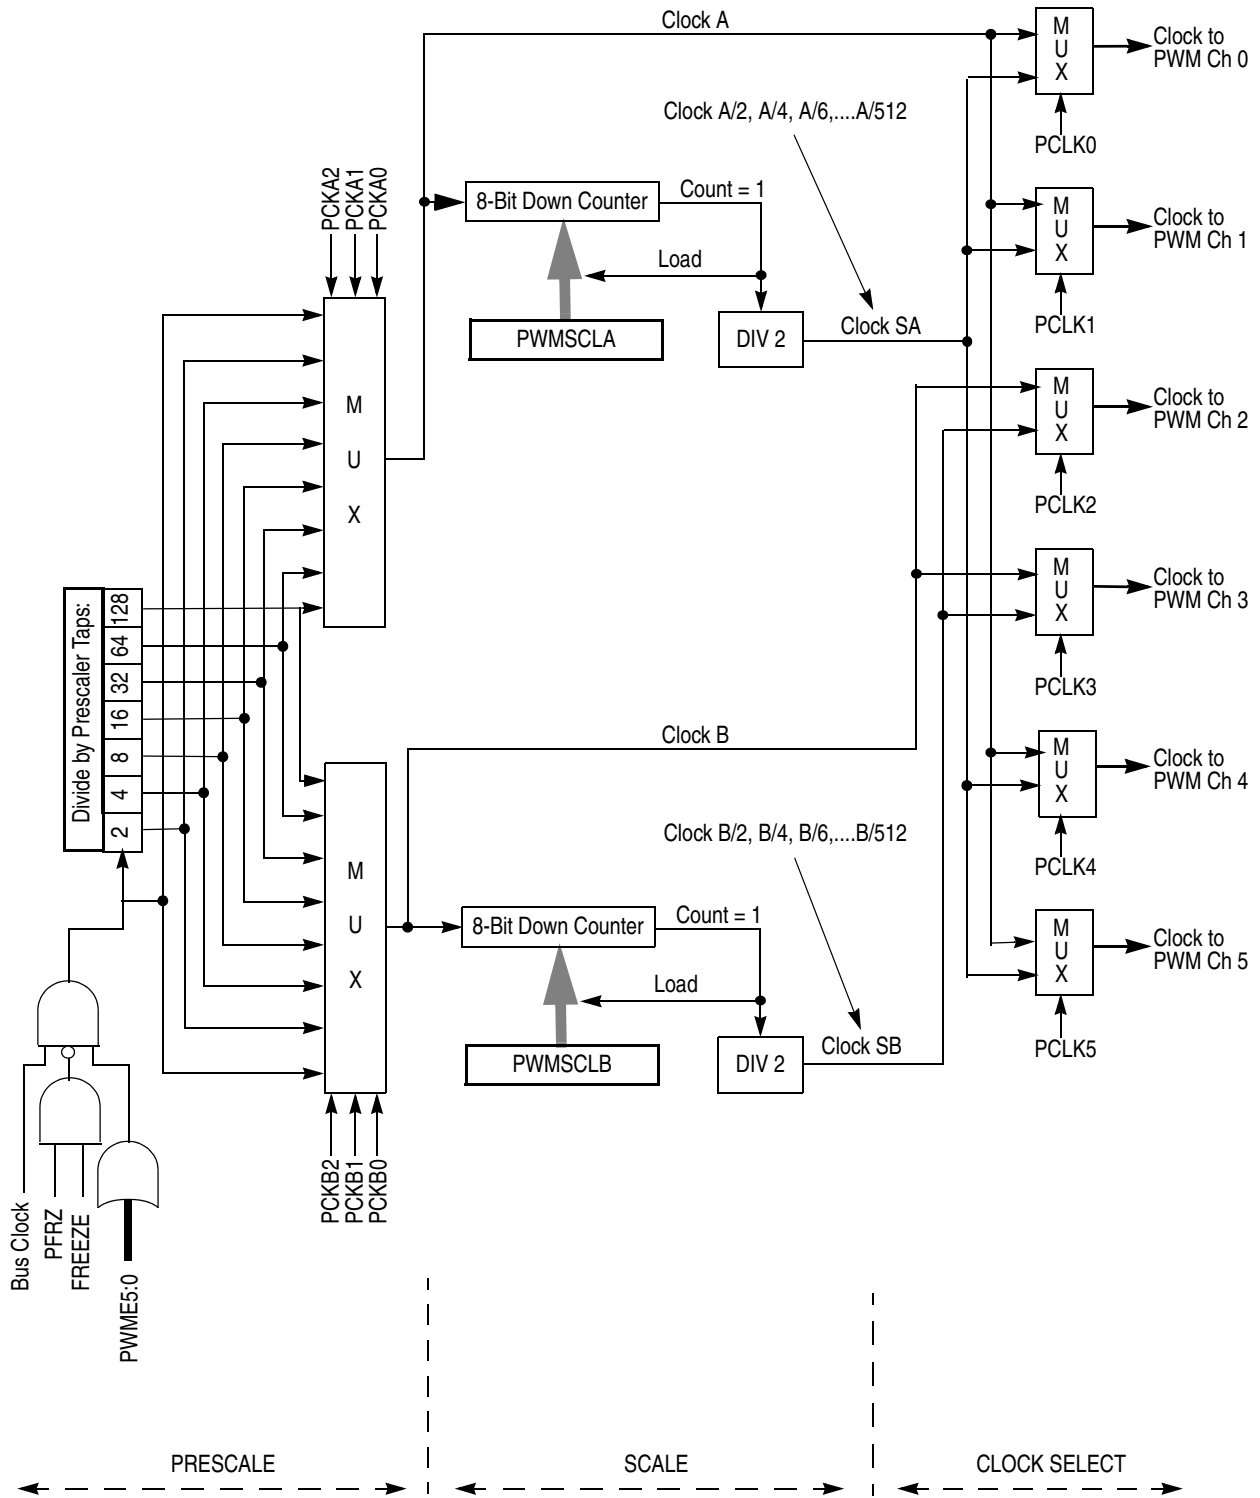 Clock A
M
U
X
Clock to
PWM Ch 0
PCLK0
Clock A/2, A/4, A/6,....A/512
PCKA2
PCKA1
PCKA0
8-Bit Down Counter
Count = 1
M
U
X
Clock to
PWM Ch 1
PCLK1
Load
PWMSCLA
DIV 2
Clock SA
M
U
X
M
U
X
Clock to
PWM Ch 2
PCLK2
M
U
X
Clock to
PWM Ch 3
PCLK3
Divide by Prescaler Taps:
128
64
32
16
8
4
2
Clock B
M
U
X
Clock to
PWM Ch 4
PCLK4
Clock B/2, B/4, B/6,....B/512
M
U
X
8-Bit Down Counter
Count = 1
M
U
X
Clock to
PWM Ch 5
PCLK5
Load
PWMSCLB
DIV 2
Clock SB
PCKB2
PCKB1
PCKB0
Bus Clock
PFRZ
FREEZE
PWME5:0
PRESCALE
SCALE
CLOCK SELECT